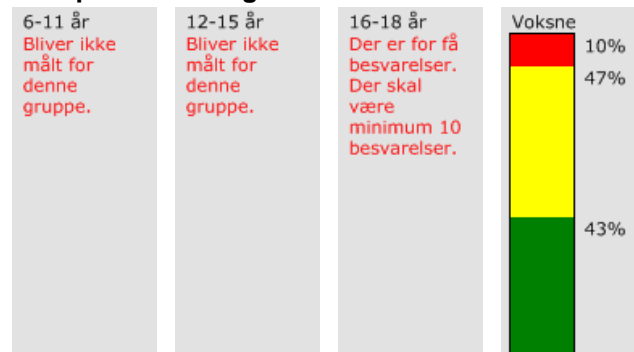 6-11 år
Bliver ikke
målt for
denne
gruppe.
12-15 år
Bliver ikke
målt for
denne
gruppe.
16-18 år
Der er for få
besvarelser.
Der skal
være
minimum 10
besvarelser.
Voksne
10%
47%
43%